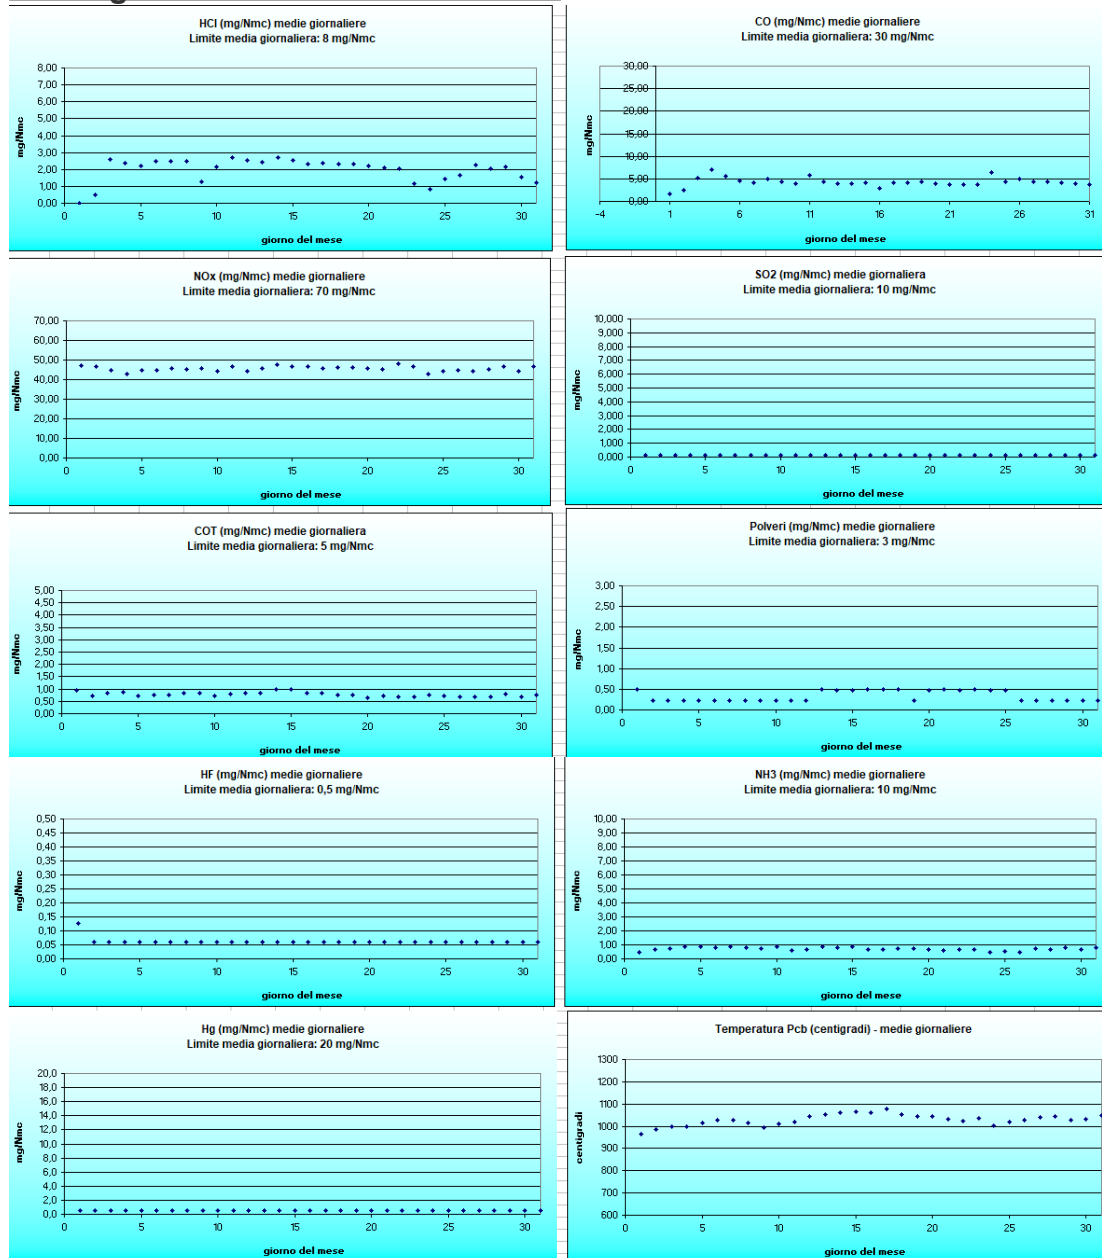 HCl (mg/Nmc) medie giornaliere
Limite media giornaliera: 8 mg/Nmc
8,00
7,00
6,00
5,00
4,00
3,00
2,00
1,00
0,00
mg/Nmc
0 5 10 15 20 25 30
giorno del mese
CO (mg/Nmc) medie giornaliere
Limite media giornaliera: 30 mg/Nmc
30,00
25,00
20,00
15,00
10,00
5,00
0,00
mg/Nmc
-4 1 6 11 16 21 26 31
giorno del mese
NOx (mg/Nmc) medie giornaliere
Limite media giornaliera: 70 mg/Nmc
70,00
60,00
50,00
40,00
30,00
20,00
10,00
0,00
mg/Nmc
0 5 10 15 20 25 30
giorno del mese
SO2 (mg/Nmc) medie giornaliera
Limite media giornaliera: 10 mg/Nmc
10,000
9,000
8,000
7,000
6,000
5,000
4,000
3,000
2,000
1,000
0,000
mg/Nmc
0 5 10 15 20 25 30
giorno del mese
COT (mg/Nmc) medie giornaliera
Limite media giornaliera: 5 mg/Nmc
5,00
4,50
4,00
3,50
3,00
2,50
2,00
1,50
1,00
0,50
0,00
mg/Nmc
0 5 10 15 20 25 30
giorno del mese
Polveri (mg/Nmc) medie giornaliere
Limite media giornaliera: 3 mg/Nmc
3,00
2,50
2,00
1,50
1,00
0,50
0,00
mg/Nmc
0 5 10 15 20 25 30
giorno del mese
HF (mg/Nmc) medie giornaliere
Limite media giornaliera: 0,5 mg/Nmc
0,50
0,45
0,40
0,35
0,30
0,25
0,20
0,15
0,10
0,05
0,00
mg/Nmc
0 5 10 15 20 25 30
giorno del mese
NH3 (mg/Nmc) medie giornaliere
Limite media giornaliera: 10 mg/Nmc
10,00
9,00
8,00
7,00
6,00
5,00
4,00
3,00
2,00
1,00
0,00
mg/Nmc
0 5 10 15 20 25 30
giorno del mese
Hg (mg/Nmc) medie giornaliere
Limite media giornaliera: 20 mg/Nmc
20,0
18,0
16,0
14,0
12,0
10,0
8,0
6,0
4,0
2,0
0,0
mg/Nmc
0 5 10 15 20 25 30
giorno del mese
Temperatura Pcb (centigradi) - medie giornaliere
1300
1200
1100
1000
900
800
700
600
centigradi
0 5 10 15 20 25 30
giorno del mese